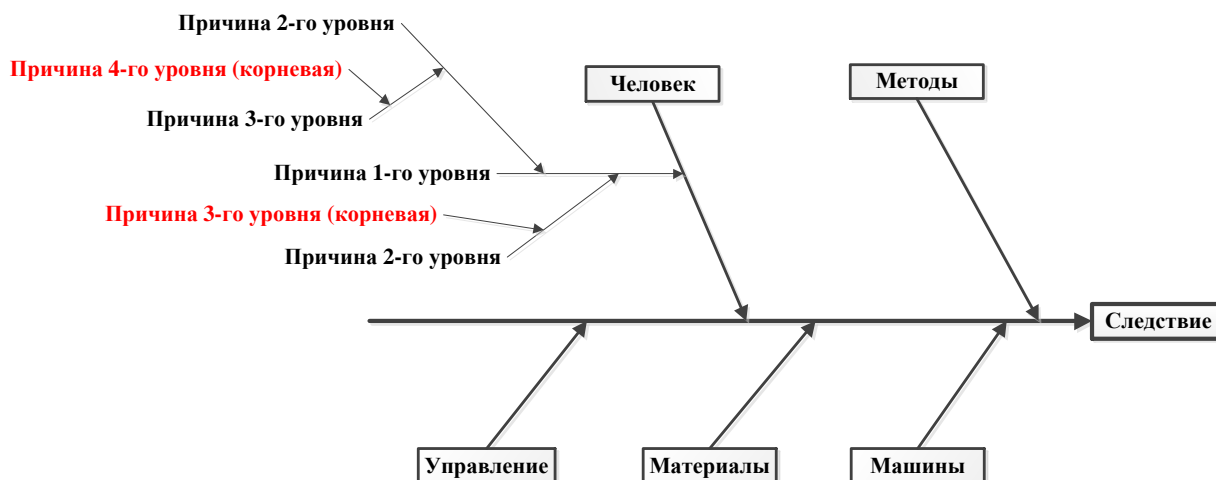 Причина 2-го уровня
Причина 4-го уровня (корневая)
Человек
Методы
Причина 3-го уровня
Причина 1-го уровня
Причина 3-го уровня (корневая)
Причина 2-го уровня
Следствие
Управление
Материалы
Машины